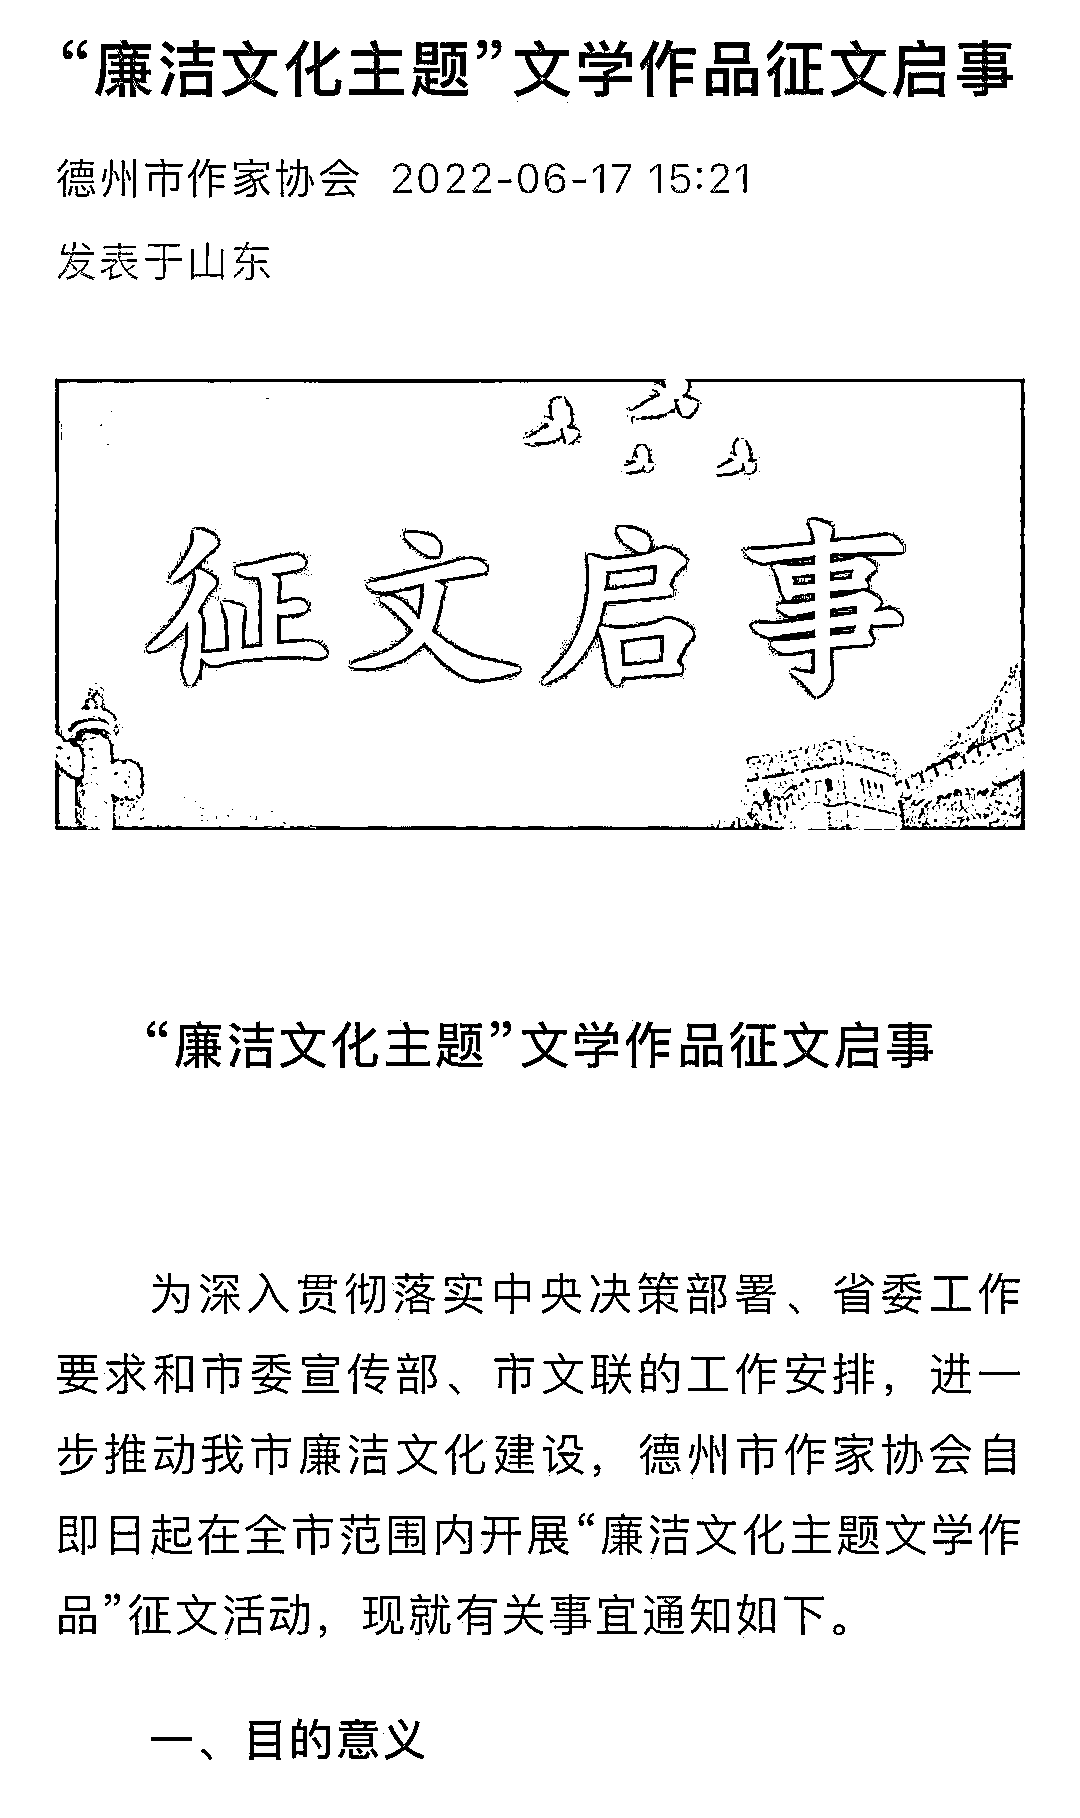 “廉洁文化主题”文学作品征文启事
德州市作家协会 2022-06-17 15:21
发表于山东
征文启事
“廉洁文化主题”文学作品征文启事
为深入贯彻落实中央决策部署、省委工作
要求和市委宣传部、市文联的工作安排，进一
步推动我市廉洁文化建设，德州市作家协会自
即日起在全市范围内开展“廉洁文化主题文学作
品”征文活动，现就有关事宜通知如下。
一、目的意义